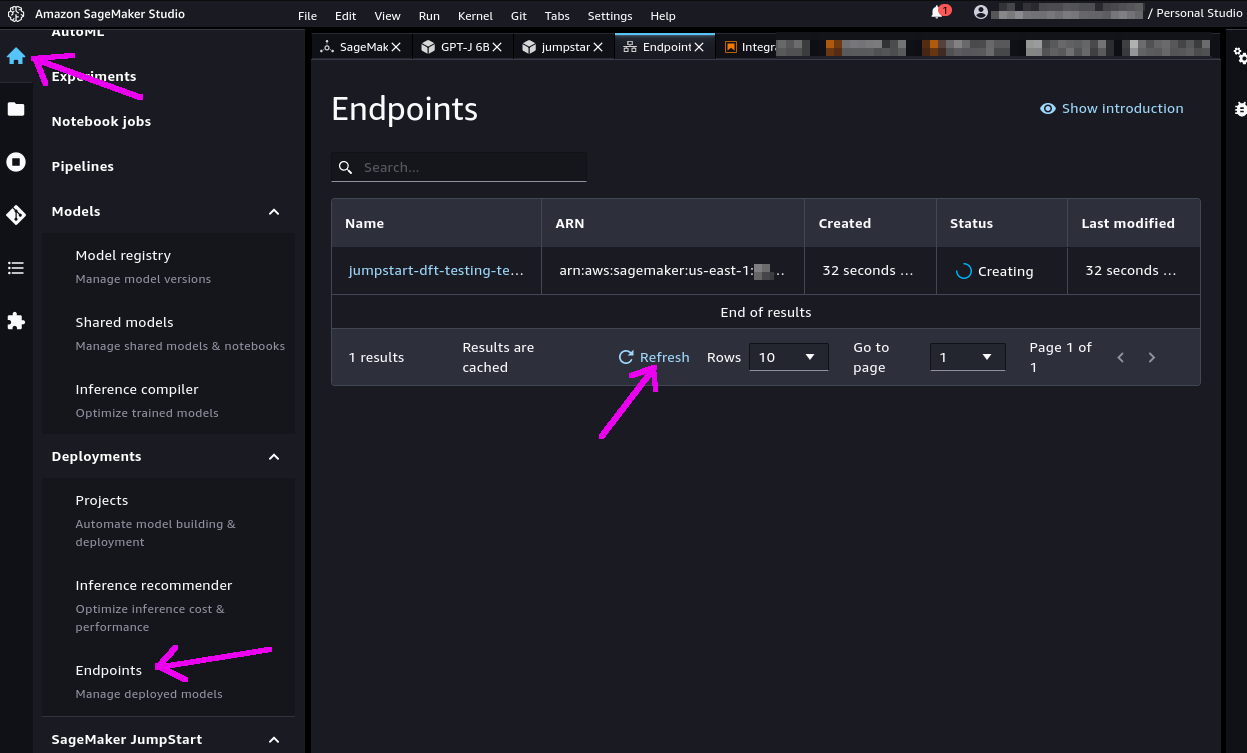 Amazon SageMaker Studio
File Edit View Run Kernel Git Tabs Settings Help
1
/ Personal Studio
AutoML
Experiments
Notebook jobs
Pipelines
Models
Model registry
Manage model versions
Shared models
Manage shared models & notebooks
Inference compiler
Optimize trained models
Deployments
Projects
Automate model building &
deployment
Inference recommender
Optimize inference cost &
performance
Endpoints
Manage deployed models
SageMaker JumpStart
SageMak GPT-J 6B jumpstar Endpoint Integra
Endpoints
Show introduction
Search...
Name ARN Created Status Last modified
jumpstart-dft-testing-te... arn:aws:sagemaker:us-east-1: .. 32 seconds ... Creating 32 seconds ...
End of results
1 results
Results are
cached
Refresh
Rows
10
Go to
page
1
Page 1 of
1